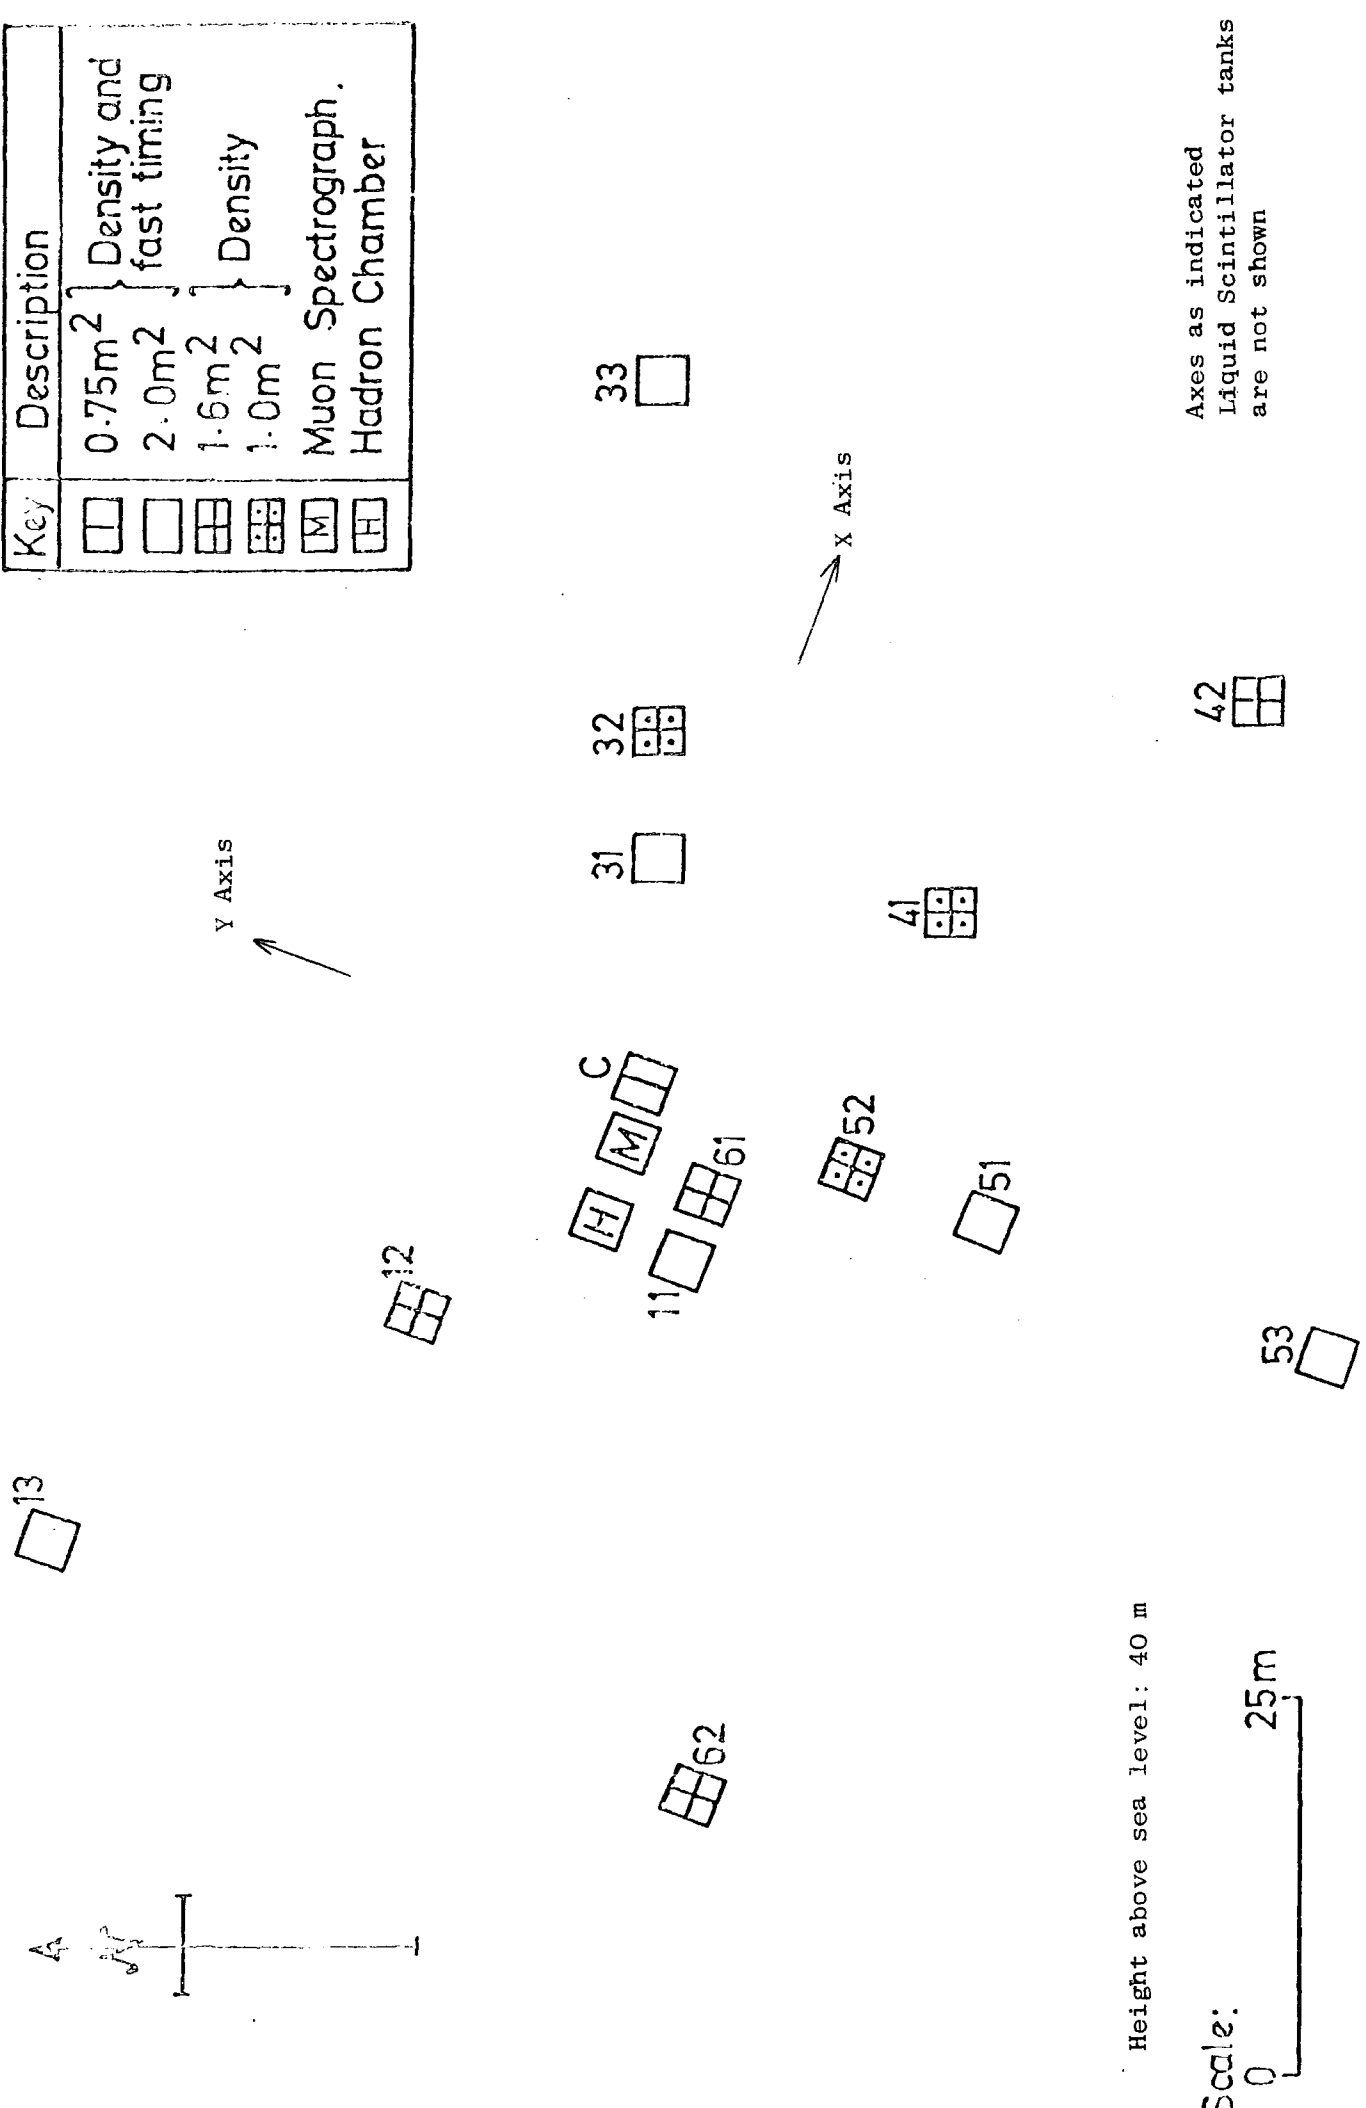 Key Description
0·75m²
2·0m²
Density and
fast timing
1·6m²
1·0m²
Density
M Muon Spectrograph.
H Hadron Chamber
N
13
12
Y Axis
H
M
C
11
61
31
32
33
X Axis
62
52
51
41
42
53
Height above sea level: 40 m
Scale:
0 25m
Axes as indicated
Liquid Scintillator tanks
are not shown